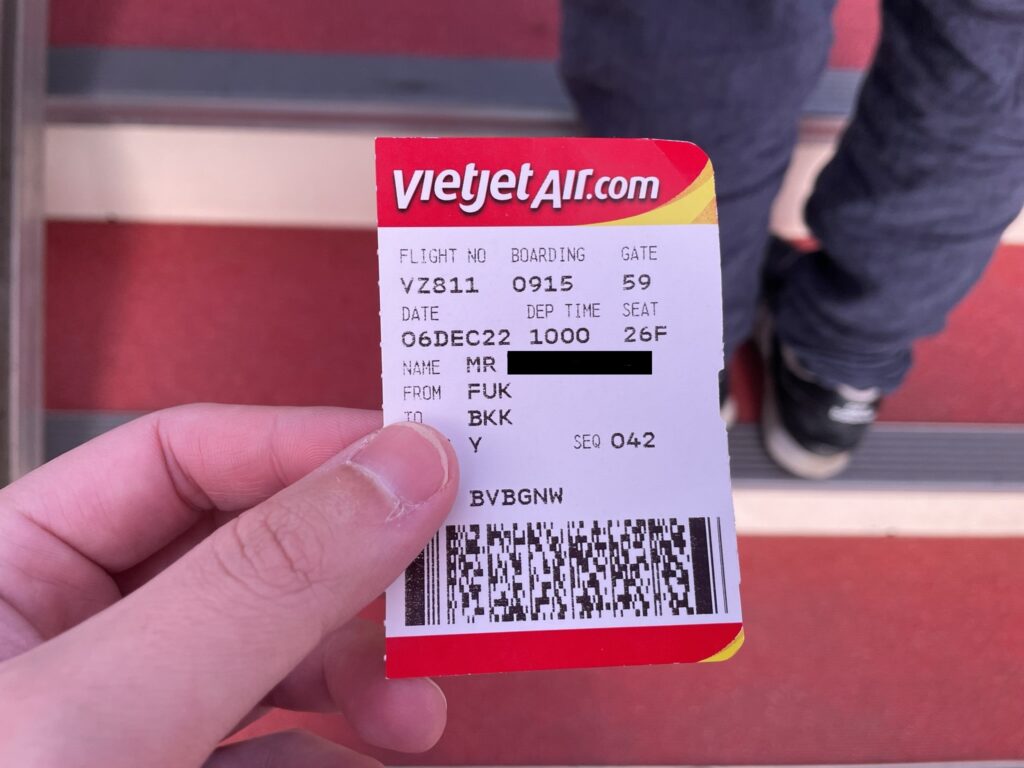 vietjetAir.com
FLIGHT NO BOARDING GATE
VZ811 0915 59
DATE DEP TIME SEAT
06DEC22 1000 26F
NAME MR
FROM FUK
TO BKK
Y SEQ 042
BVBGNW